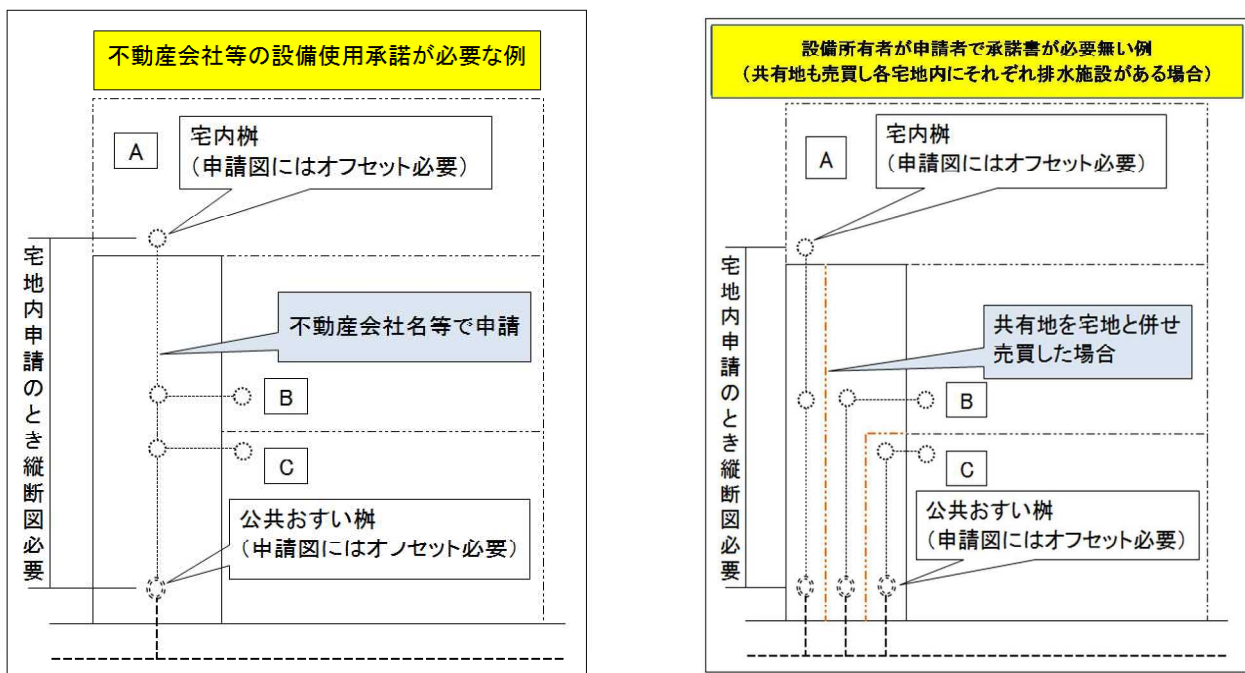 不動産会社等の設備使用承諾が必要な例
A
宅内桝
(申請図にはオフセット必要)
宅地内申請のとき縦断図必要
不動産会社名等で申請
B
C
公共おすい桝
(申請図にはオノセット必要)
設備所有者が申請者で承諾書が必要無い例
(共有地も売買し各宅地内にそれぞれ排水施設がある場合)
A
宅内桝
(申請図にはオフセット必要)
宅地内申請のとき縦断図必要
共有地を宅地と併せ
売買した場合
B
C
公共おすい桝
(申請図にはオフセット必要)